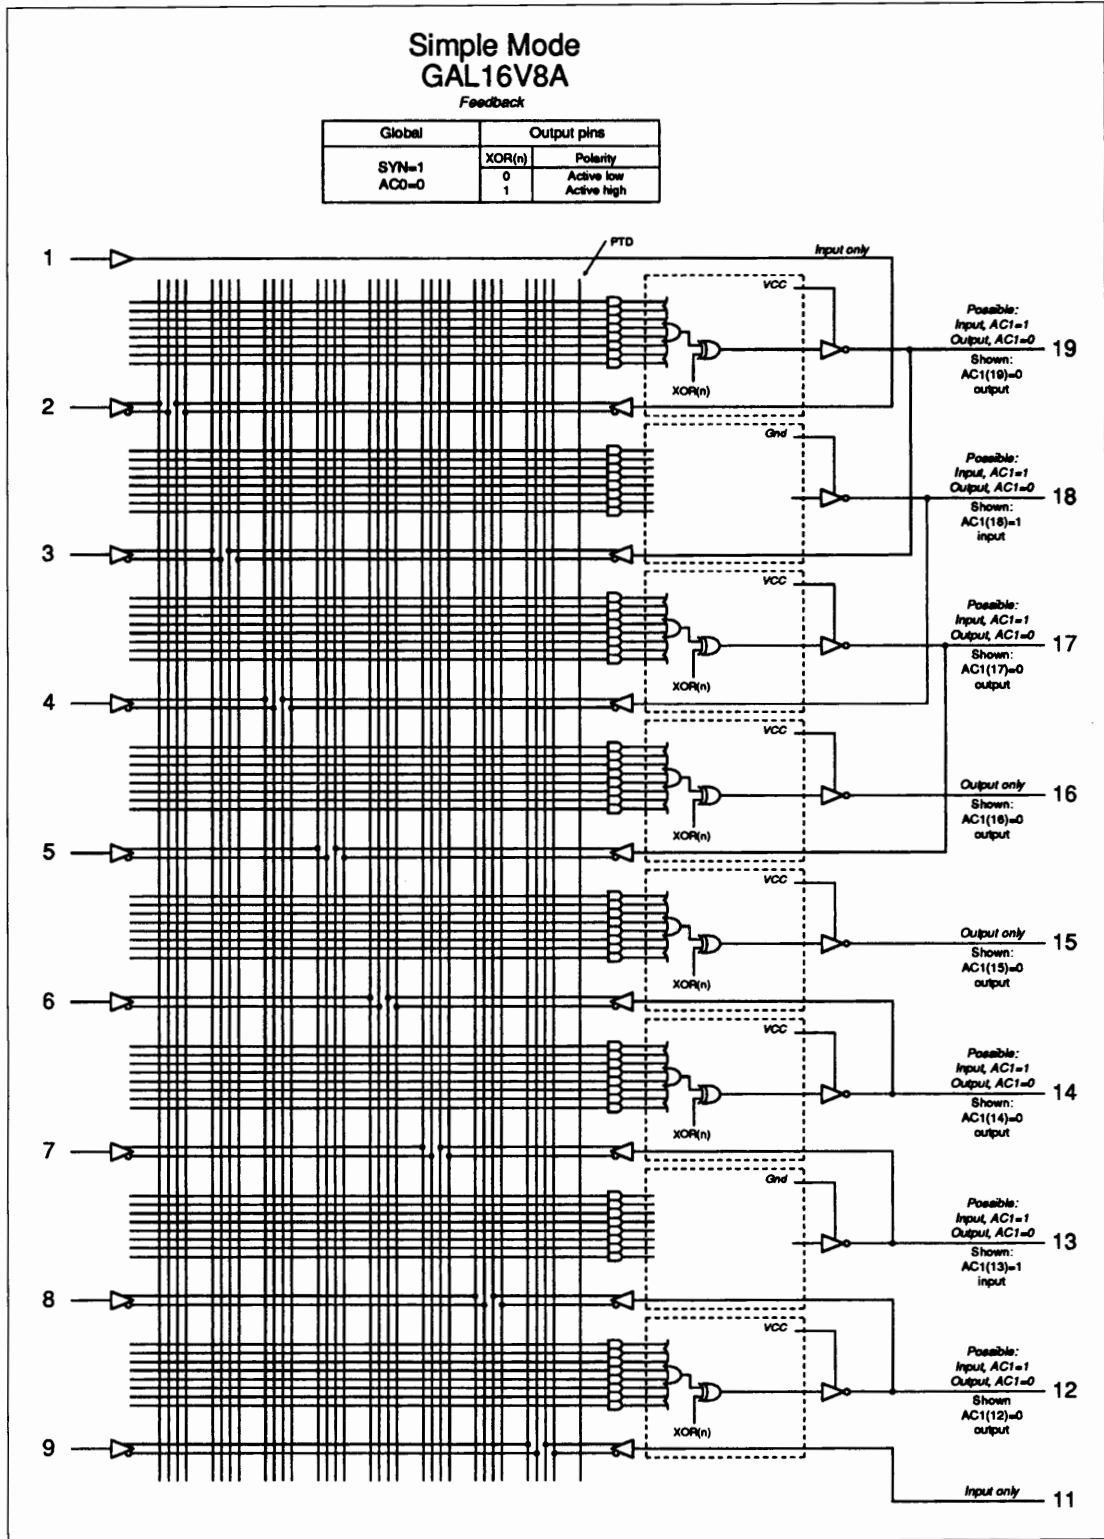 Simple Mode
GAL16V8A
Feedback
Global
Output pins
SYN=1
AC0=0
XOR(n)
Polarity
0
Active low
1
Active high
PTD
1
Input only
VCC
XOR(n)
Possible:
Input, AC1=1
Output, AC1=0
Shown:
AC1(19)=0
output
19
2
Gnd
Possible:
Input, AC1=1
Output, AC1=0
Shown:
AC1(18)=1
input
18
3
VCC
XOR(n)
Possible:
Input, AC1=1
Output, AC1=0
Shown:
AC1(17)=0
output
17
4
VCC
XOR(n)
Output only
Shown:
AC1(16)=0
output
16
5
VCC
XOR(n)
Output only
Shown:
AC1(15)=0
output
15
6
VCC
XOR(n)
Possible:
Input, AC1=1
Output, AC1=0
Shown:
AC1(14)=0
output
14
7
Gnd
Possible:
Input, AC1=1
Output, AC1=0
Shown:
AC1(13)=1
input
13
8
VCC
XOR(n)
Possible:
Input, AC1=1
Output, AC1=0
Shown
AC1(12)=0
output
12
9
Input only
11